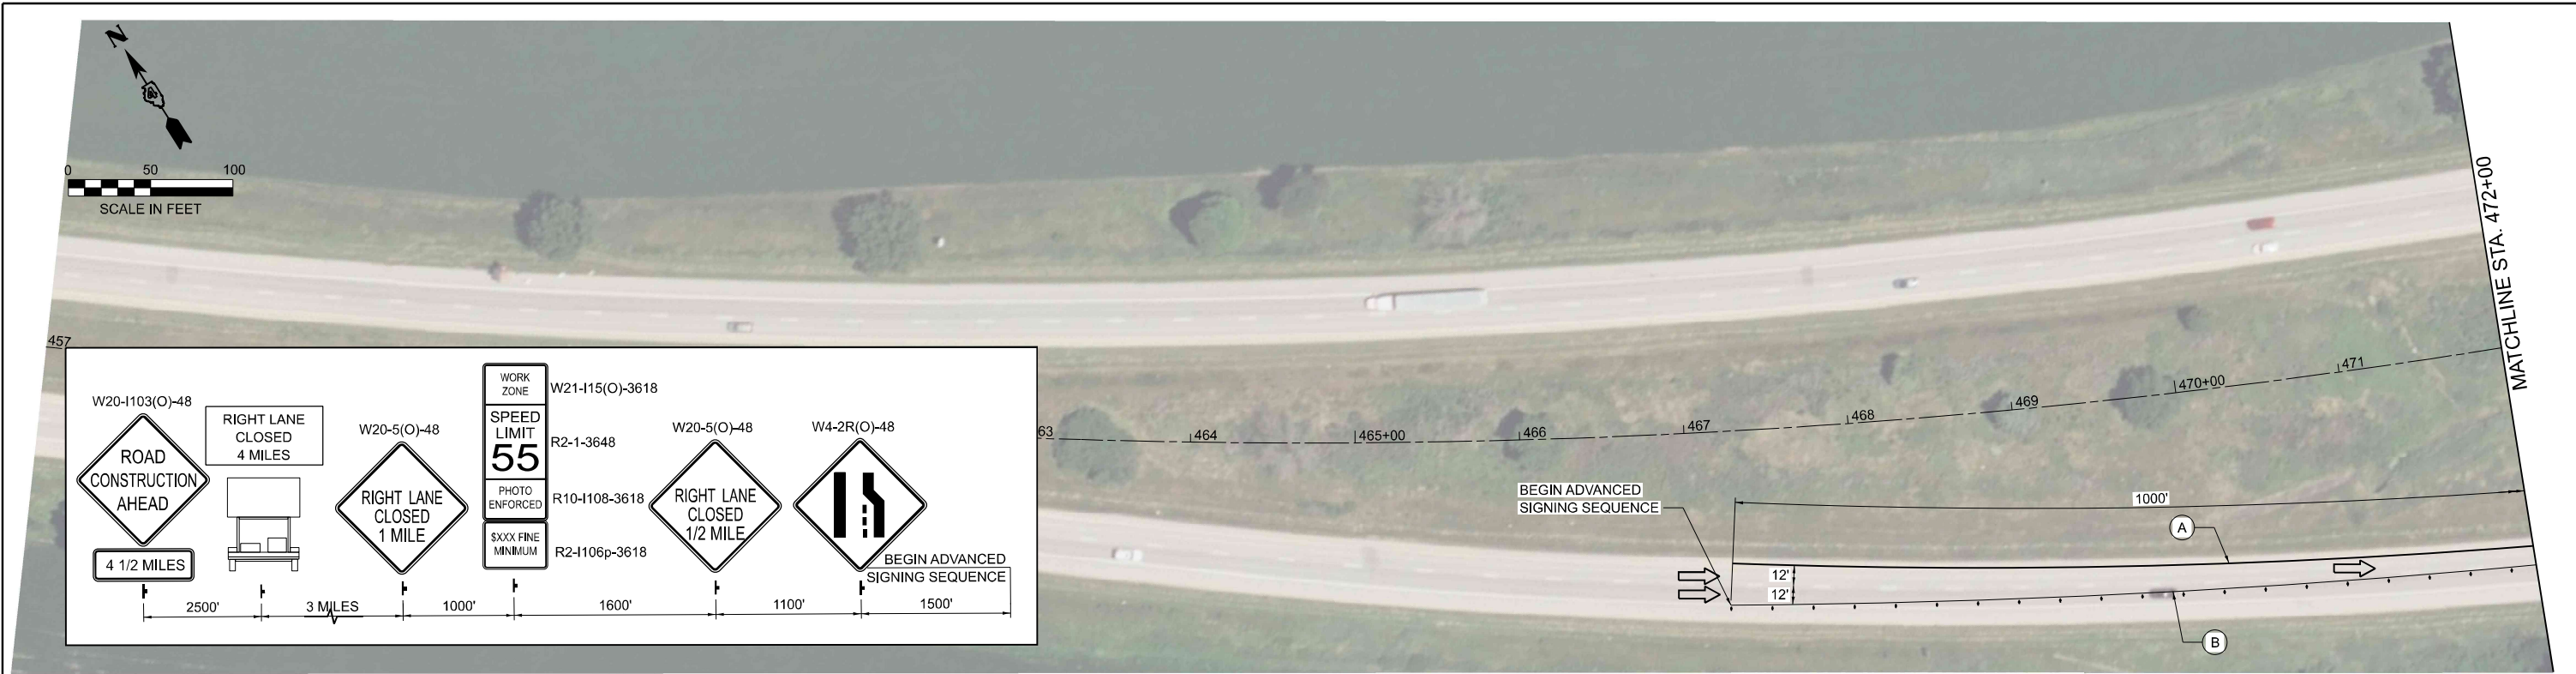 N
0 50 100
SCALE IN FEET
457
W20-I103(O)-48
ROAD
CONSTRUCTION
AHEAD
4 1/2 MILES
RIGHT LANE
CLOSED
4 MILES
W20-5(O)-48
RIGHT LANE
CLOSED
1 MILE
WORK
ZONE
SPEED
LIMIT
55
PHOTO
ENFORCED
$XXX FINE
MINIMUM
W21-I15(O)-3618
R2-1-3648
R10-I108-3618
R2-I106p-3618
W20-5(O)-48
RIGHT LANE
CLOSED
1/2 MILE
W4-2R(O)-48
BEGIN ADVANCED
SIGNING SEQUENCE
2500' 3 MILES 1000' 1600' 1100' 1500'
63 464 465+00 466 467 468 469 470+00 471
BEGIN ADVANCED
SIGNING SEQUENCE
1000'
A
12'
12'
B
MATCHLINE STA. 472+00